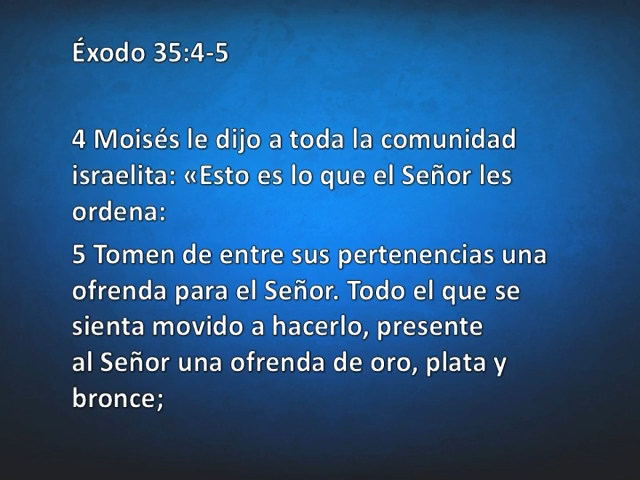 Éxodo 35:4-5
4 Moisés le dijo a toda la comunidad
israelita: «Esto es lo que el Señor les
ordena:
5 Tomen de entre sus pertenencias una
ofrenda para el Señor. Todo el que se
sienta movido a hacerlo, presente
al Señor una ofrenda de oro, plata y
bronce;